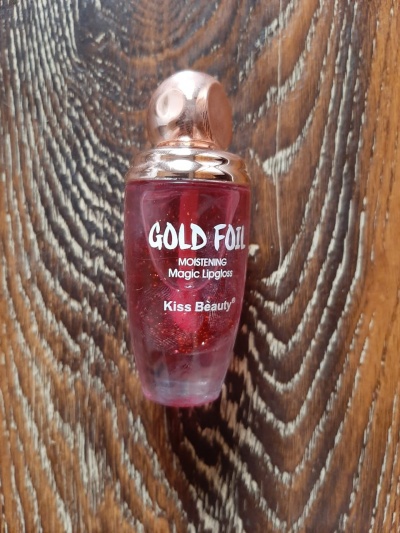 GOLD FOIL
MOISTENING
Magic Lipgloss
Kiss Beauty®